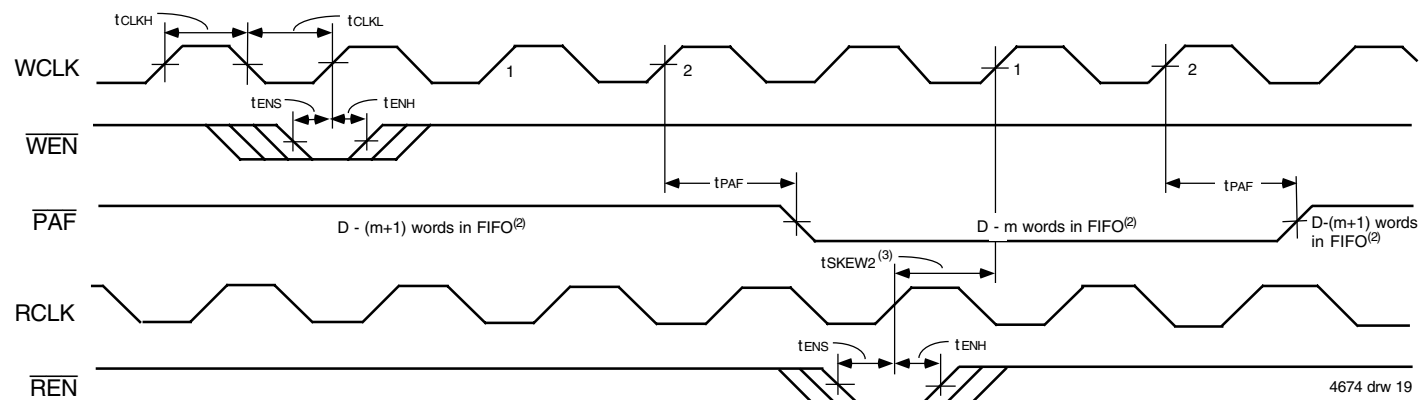 tCLKH
tCLKL
WCLK
1
2
1
2
tENS
tENH
WEN
tPAF
tPAF
PAF
D - (m+1) words in FIFO(2)
D - m words in FIFO(2)
D-(m+1) words
in FIFO(2)
tSKEW2(3)
RCLK
tENS
tENH
REN
4674 drw 19